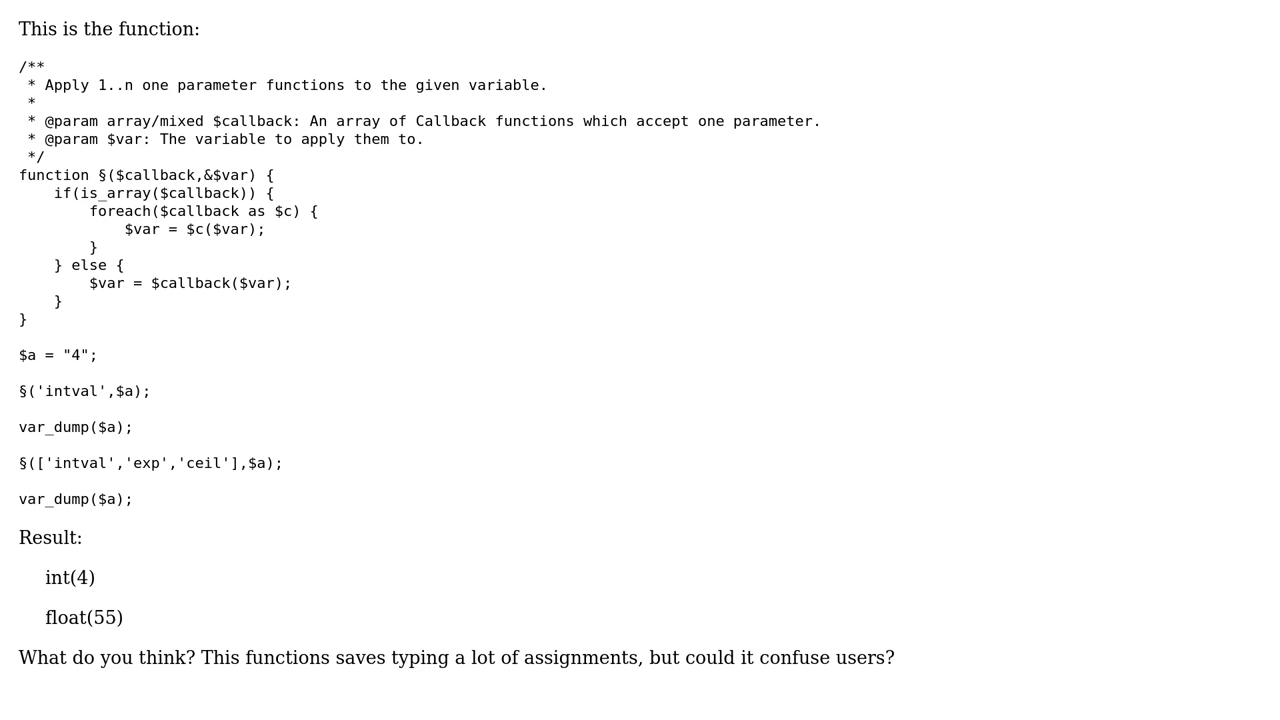 This is the function:
/**
 * Apply 1..n one parameter functions to the given variable.
 *
 * @param array/mixed $callback: An array of Callback functions which accept one parameter.
 * @param $var: The variable to apply them to.
 */
function §($callback,&$var) {
    if(is_array($callback)) {
        foreach($callback as $c) {
            $var = $c($var);
        }
    } else {
        $var = $callback($var);
    }
}
$a = "4";
§('intval',$a);
var_dump($a);
§(['intval','exp','ceil'],$a);
var_dump($a);
Result:
int(4)
float(55)
What do you think? This functions saves typing a lot of assignments, but could it confuse users?